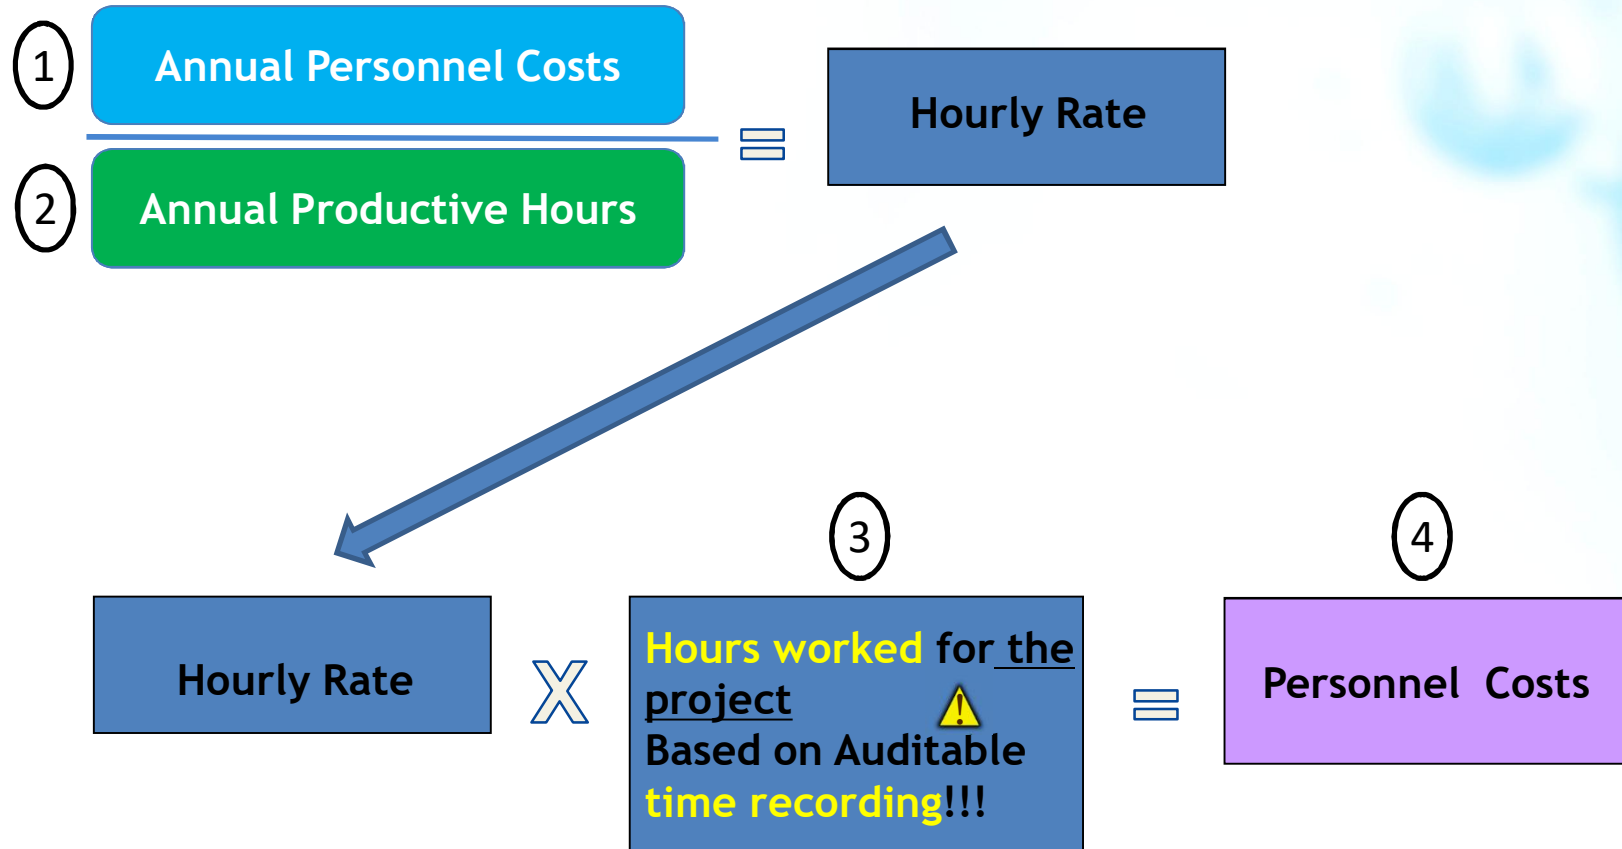 1
Annual Personnel Costs
Hourly Rate
2
Annual Productive Hours
3
4
Hourly Rate
X
Hours worked for the
project
Based on Auditable
time recording!!!
=
Personnel Costs